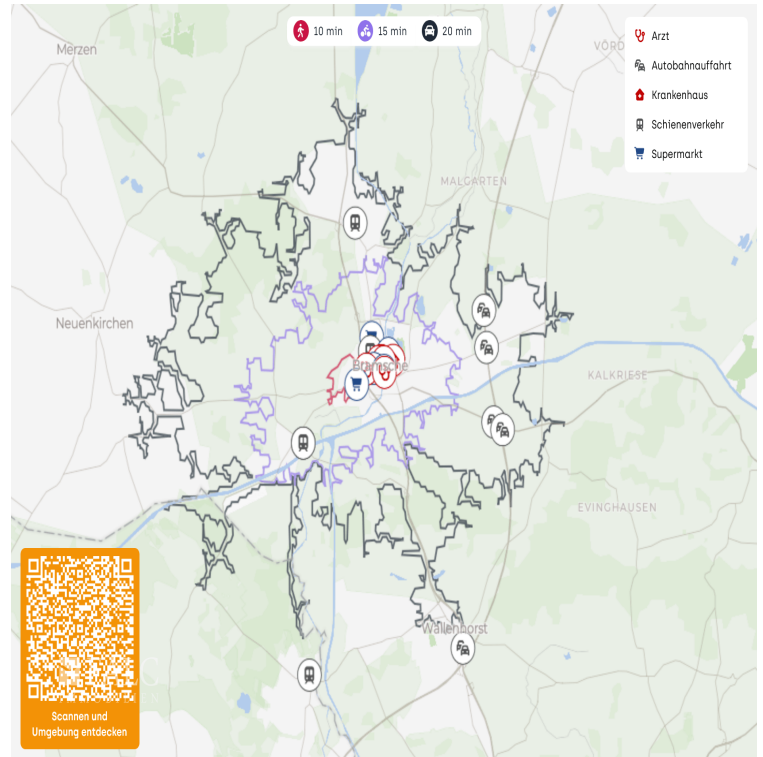 10 min
15 min
20 min
Arzt
Autobahnauffahrt
Krankenhaus
Schienenverkehr
Supermarkt
Merzen
MALGARTEN
Neuenkirchen
Bramsche
KALKRIESE
EVINGHAUSEN
Wallenhorst
Scannen und
Umgebung entdecken